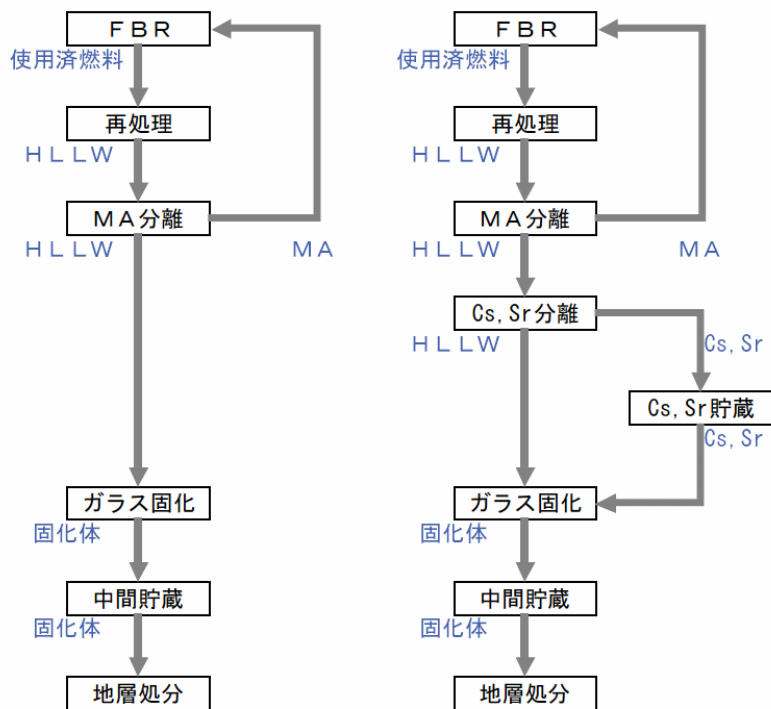 ＦＢＲ
使用済燃料
再処理
ＨＬＬＷ
ＭＡ分離
ＨＬＬＷ
ＭＡ
ガラス固化
固化体
中間貯蔵
固化体
地層処分
ＦＢＲ
使用済燃料
再処理
ＨＬＬＷ
ＭＡ分離
ＨＬＬＷ
ＭＡ
Cs,Sr分離
ＨＬＬＷ
Cs,Sr
Cs,Sr貯蔵
Cs,Sr
ガラス固化
固化体
中間貯蔵
固化体
地層処分